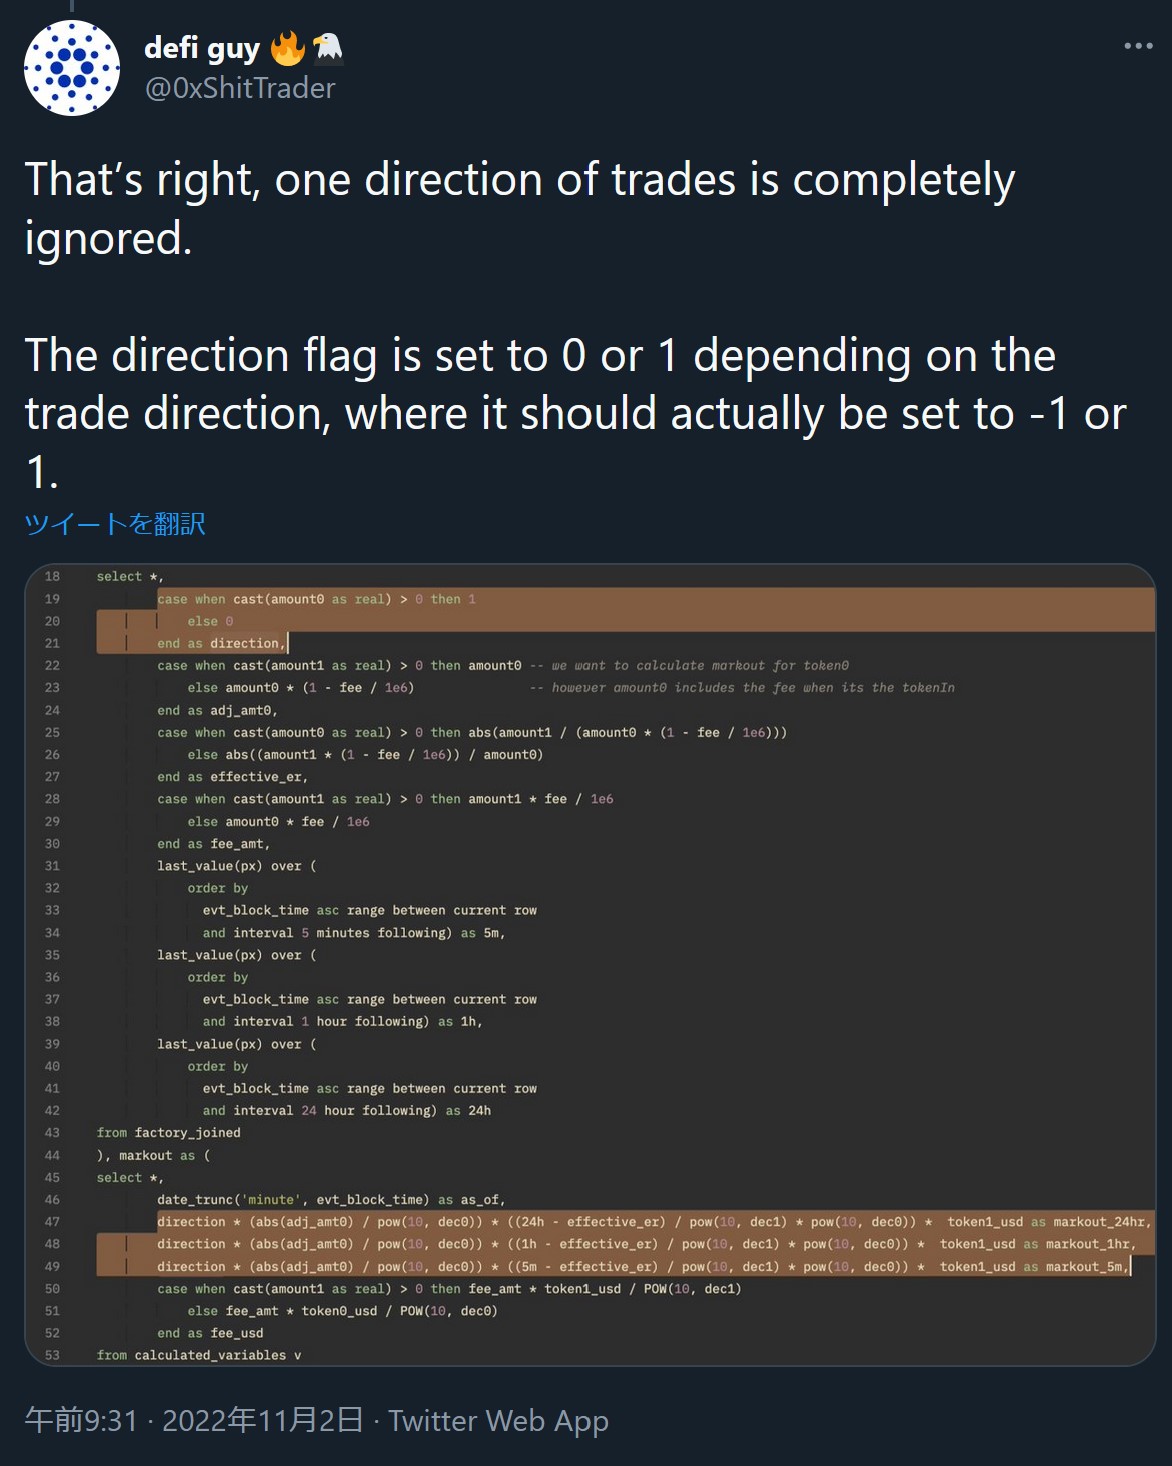 defi guy 🔥🦅
@0xShitTrader
That's right, one direction of trades is completely
ignored.
The direction flag is set to 0 or 1 depending on the
trade direction, where it should actually be set to -1 or
1.
ツイートを翻訳
18 select *,
19 case when cast(amount0 as real) > 0 then 1
20 else 0
21 end as direction,
22 case when cast(amount1 as real) > 0 then amount0 -- we want to calculate markout for token0
23 else amount0 * (1 - fee / 1e6) -- however amount0 includes the fee when its the tokenIn
24 end as adj_amt0,
25 case when cast(amount0 as real) > 0 then abs(amount1 / (amount0 * (1 - fee / 1e6)))
26 else abs((amount1 * (1 - fee / 1e6)) / amount0)
27 end as effective_er,
28 case when cast(amount1 as real) > 0 then amount1 * fee / 1e6
29 else amount0 * fee / 1e6
30 end as fee_amt,
31 last_value(px) over (
32 order by
33 evt_block_time asc range between current row
34 and interval 5 minutes following) as 5m,
35 last_value(px) over (
36 order by
37 evt_block_time asc range between current row
38 and interval 1 hour following) as 1h,
39 last_value(px) over (
40 order by
41 evt_block_time asc range between current row
42 and interval 24 hour following) as 24h
43 from factory_joined
44 ), markout as (
45 select *,
46 date_trunc('minute', evt_block_time) as as_of,
47 direction * (abs(adj_amt0) / pow(10, dec0)) * ((24h - effective_er) / pow(10, dec1) * pow(10, dec0)) * token1_usd as markout_24hr,
48 direction * (abs(adj_amt0) / pow(10, dec0)) * ((1h - effective_er) / pow(10, dec1) * pow(10, dec0)) * token1_usd as markout_1hr,
49 direction * (abs(adj_amt0) / pow(10, dec0)) * ((5m - effective_er) / pow(10, dec1) * pow(10, dec0)) * token1_usd as markout_5m,
50 case when cast(amount1 as real) > 0 then fee_amt * token1_usd / POW(10, dec1)
51 else fee_amt * token0_usd / POW(10, dec0)
52 end as fee_usd
53 from calculated_variables v
午前9:31 · 2022年11月2日 · Twitter Web App